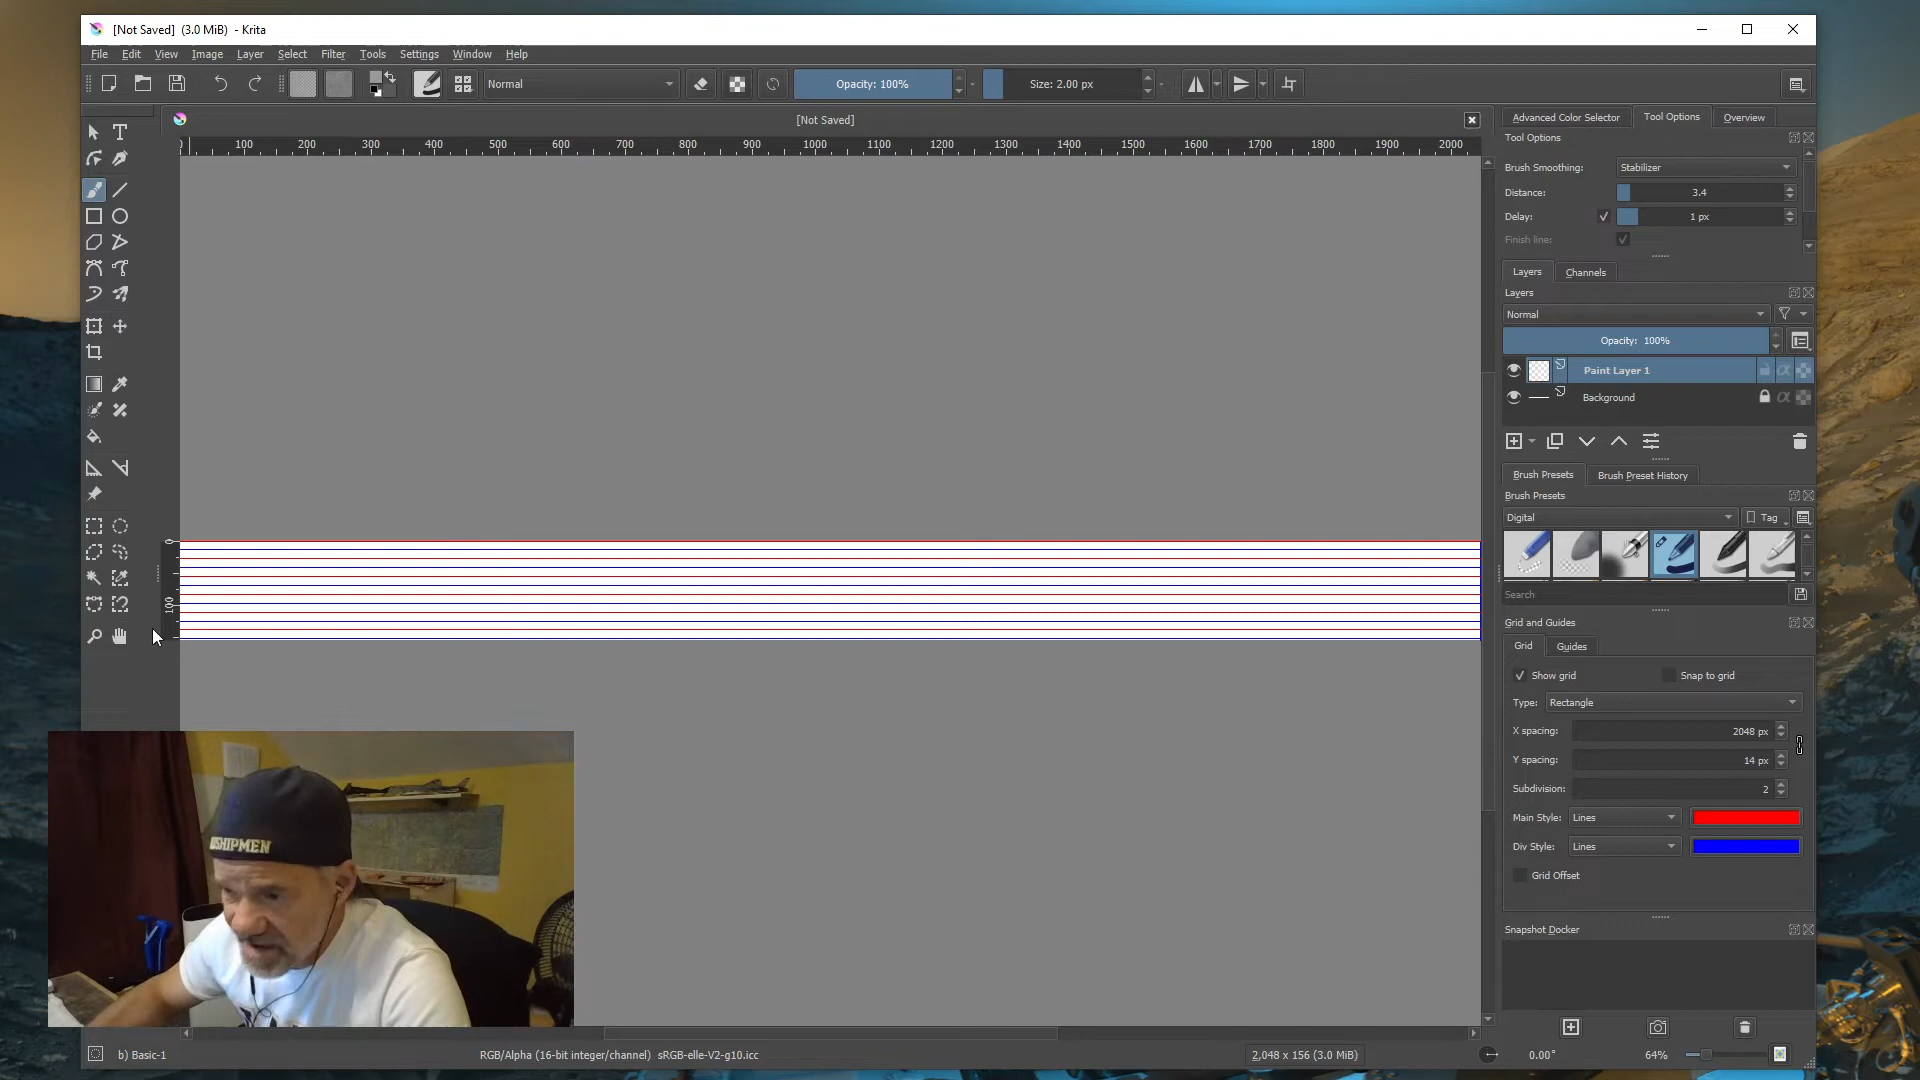 [Not Saved] (3.0 MiB) - Krita
File Edit View Image Layer Select Filter Tools Settings Window Help
Normal Opacity: 100% Size: 2.00 px
[Not Saved]
100 200 300 400 500 600 700 800 900 1000 1100 1200 1300 1400 1500 1600 1700 1800 1900 2000
0
100
Advanced Color Selector Tool Options Overview
Tool Options
Brush Smoothing: Stabilizer
Distance: 3.4
Delay: 1 px
Finish line:
Layers Channels
Layers
Normal
Opacity: 100%
Paint Layer 1
Background
Brush Presets Brush Preset History
Brush Presets
Digital Tag
Search
Grid and Guides
Grid Guides
Show grid Snap to grid
Type: Rectangle
X spacing: 2048 px
Y spacing: 14 px
Subdivision: 2
Main Style: Lines
Div Style: Lines
Grid Offset
Snapshot Docker
b) Basic-1 RGB/Alpha (16-bit integer/channel) sRGB-elle-V2-g10.icc 2,048 x 156 (3.0 MiB) 0.00° 64%